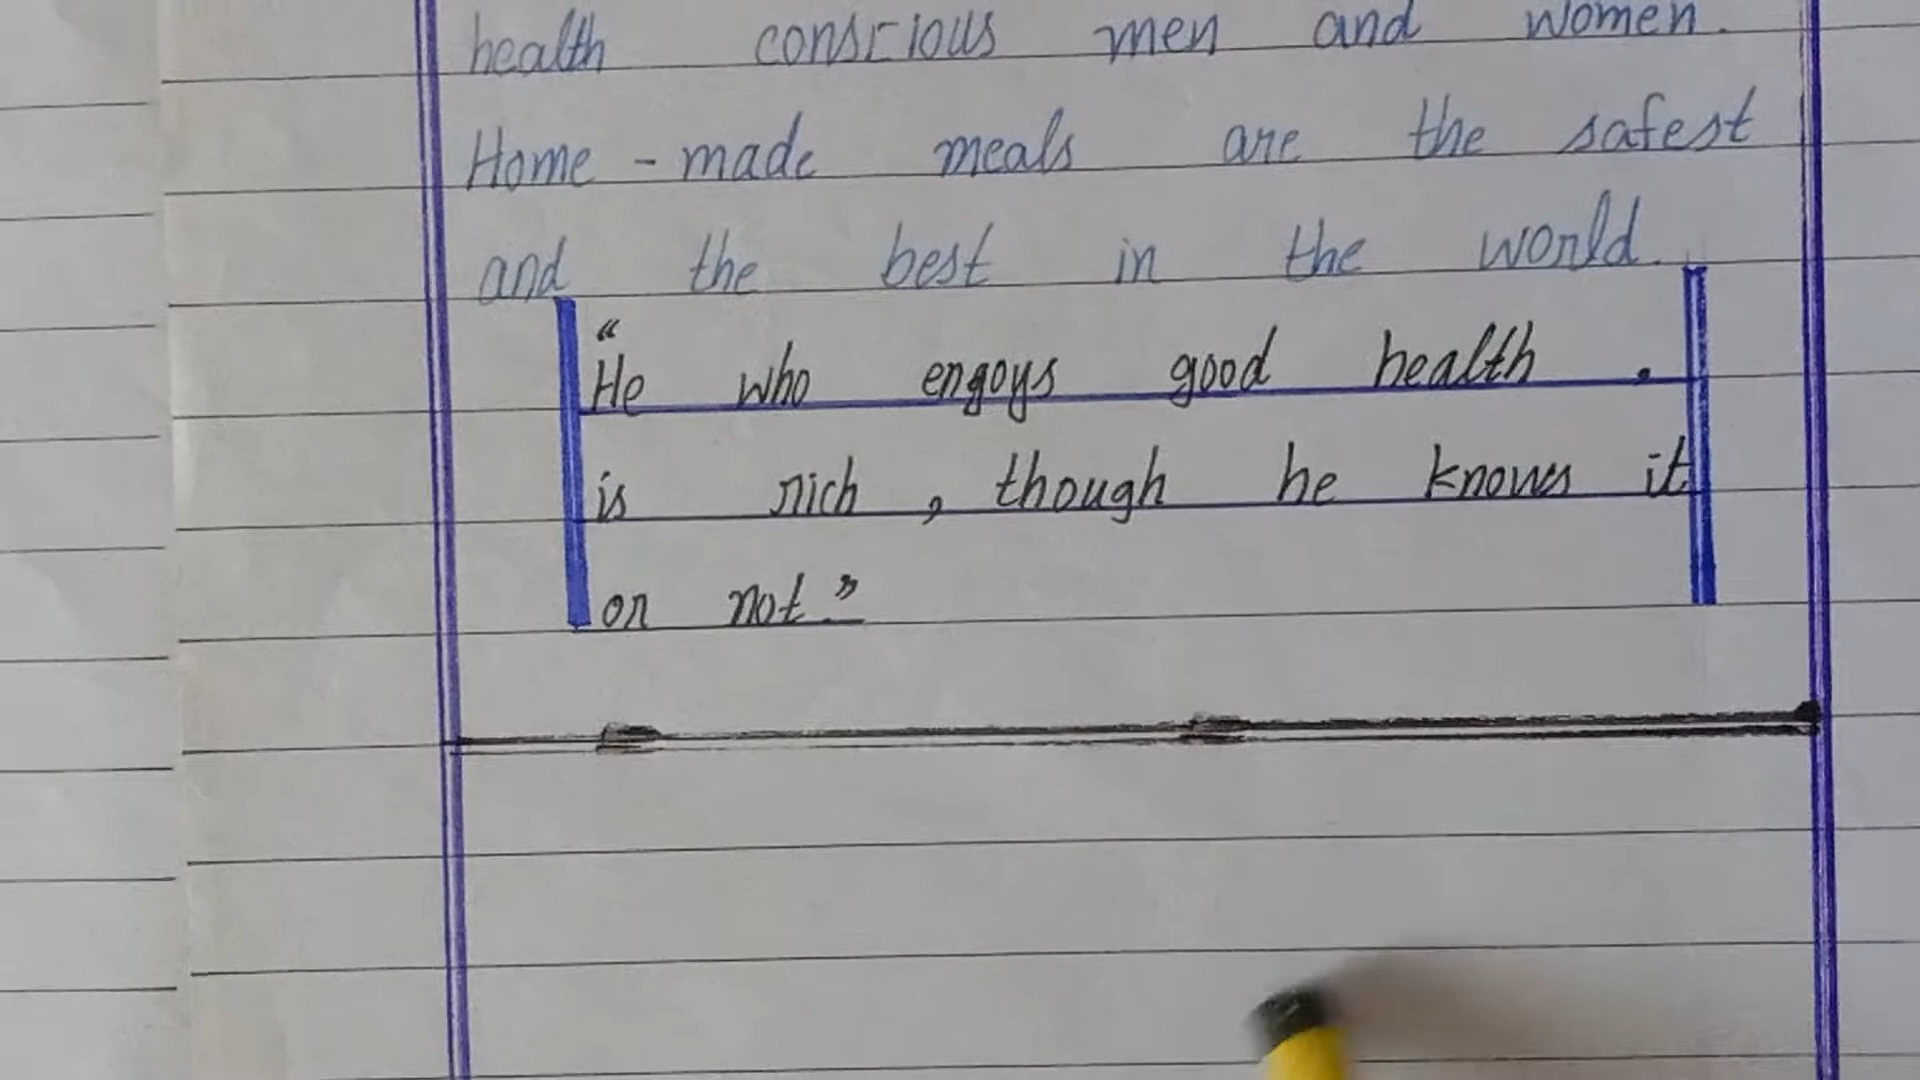 health conscious men and women.
Home - made meals are the safest
and the best in the world.
“He who engoys good health ,
is rich , though he knows it
or not.”